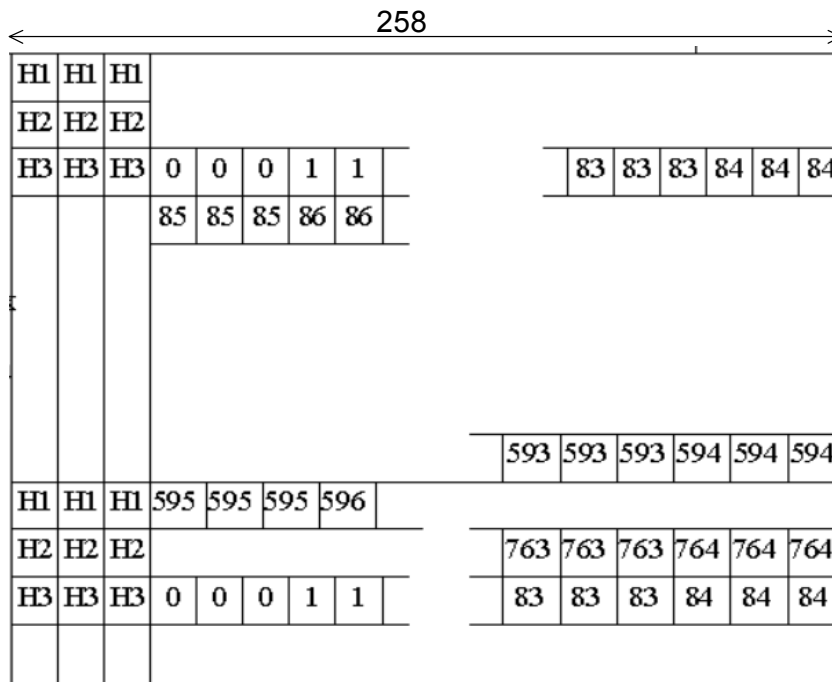 258
H1 H1 H1
H2 H2 H2
H3 H3 H3 0 0 0 1 1 83 83 83 84 84 84
85 85 85 86 86
593 593 593 594 594 594
H1 H1 H1 595 595 595 596
H2 H2 H2 763 763 763 764 764 764
H3 H3 H3 0 0 0 1 1 83 83 83 84 84 84